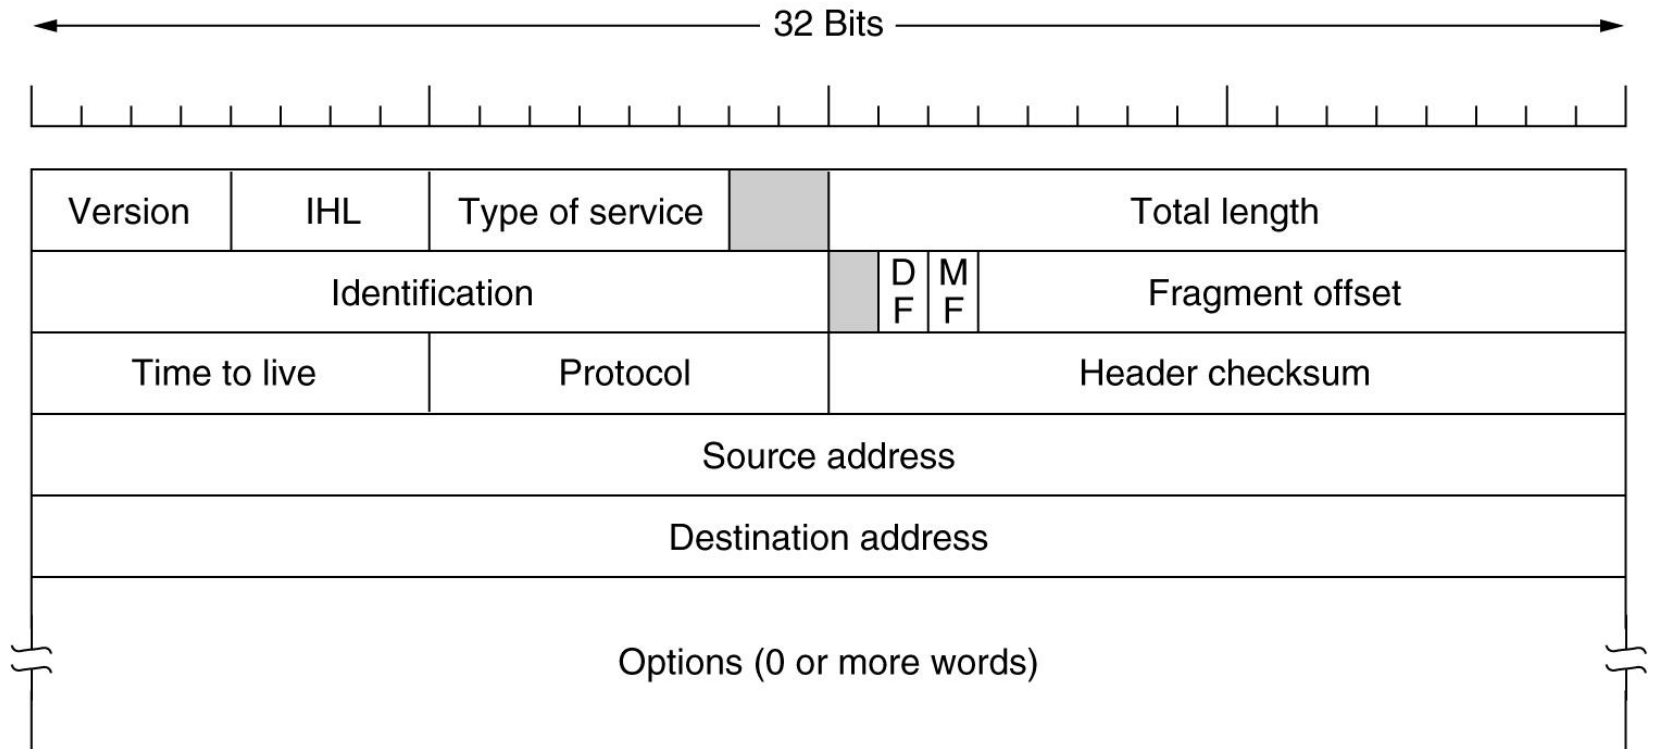 32 Bits
Version IHL Type of service Total length
Identification D F M F Fragment offset
Time to live Protocol Header checksum
Source address
Destination address
Options (0 or more words)